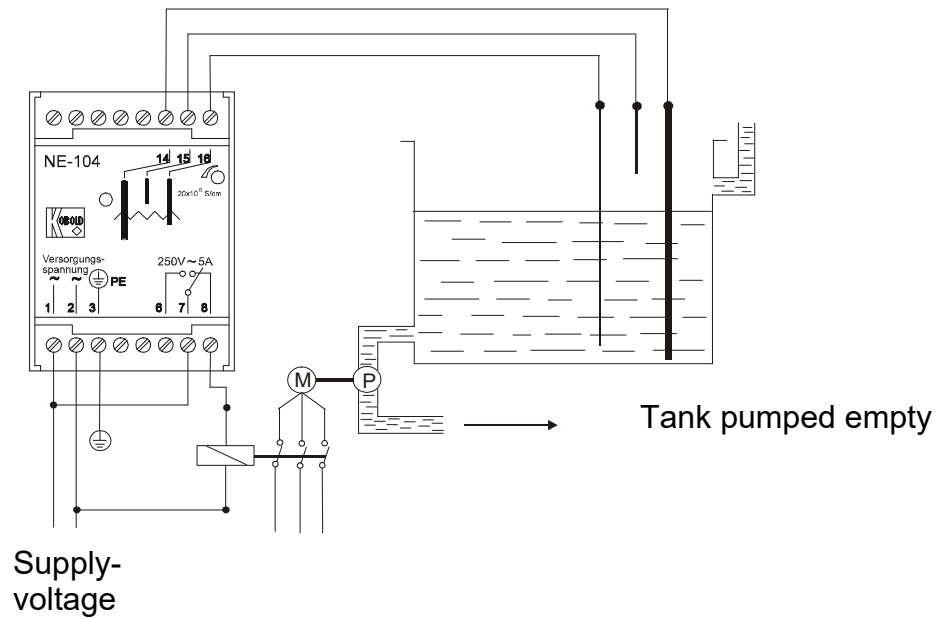 NE-104
14 15 16
20x10⁶ S/cm
KOBOLD
Versorgungs-
spannung
~ ~ PE
250V~5A
1 2 3 6 7 8
M P
Tank pumped empty
Supply-
voltage